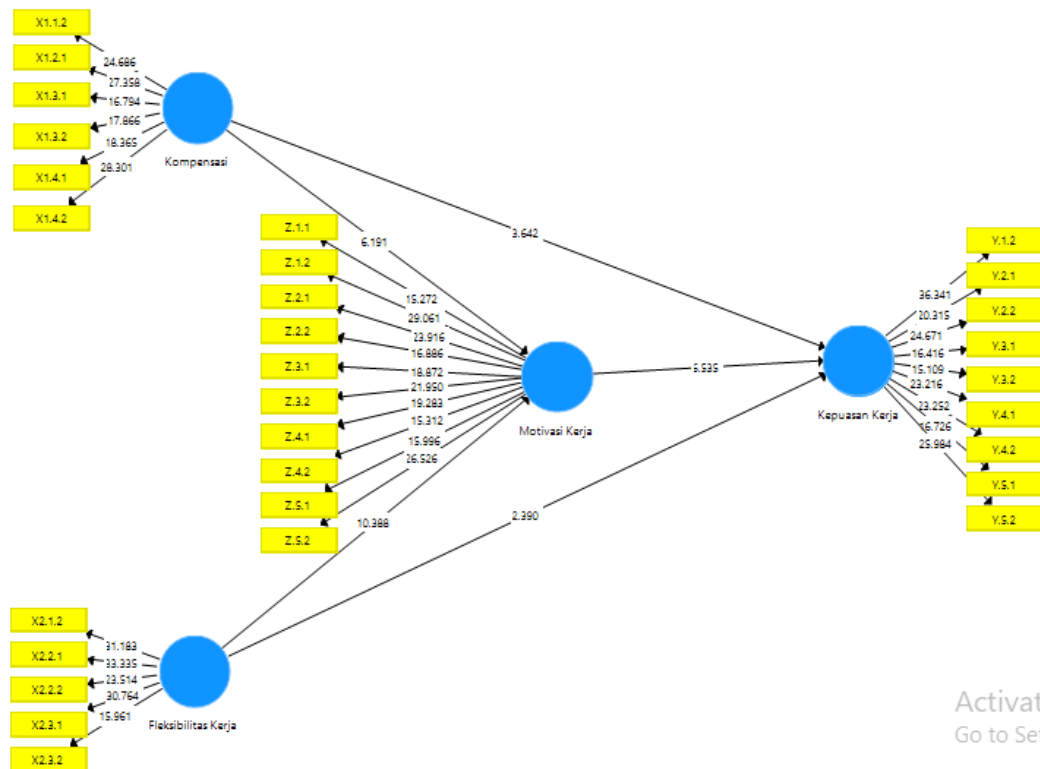 X1.1.2
X1.2.1
X1.3.1
X1.3.2
X1.4.1
X1.4.2
24.686
27.358
16.794
17.866
18.365
28.301
Kompensasi
6.191
3.642
Z.1.1
Z.1.2
Z.2.1
Z.2.2
Z.3.1
Z.3.2
Z.4.1
Z.4.2
Z.5.1
Z.5.2
15.272
29.061
23.916
16.886
18.872
21.950
19.283
15.312
15.996
26.526
Motivasi Kerja
10.388
2.390
Kepuasan Kerja
36.341
20.315
24.671
16.416
15.109
23.216
23.252
16.726
25.984
Y.1.2
Y.2.1
Y.2.2
Y.3.1
Y.3.2
Y.4.1
Y.4.2
Y.5.1
Y.5.2
X2.1.2
X2.2.1
X2.2.2
X2.3.1
X2.3.2
31.183
33.335
23.514
30.764
15.961
Fleksibilitas Kerja
Activat
Go to Set